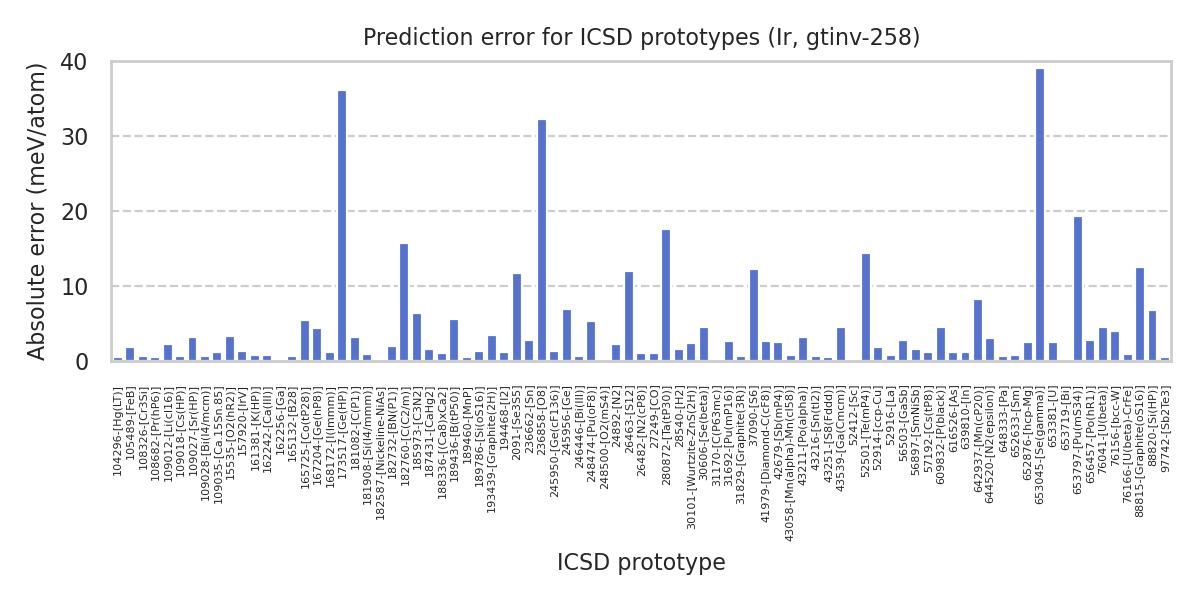 Prediction error for ICSD prototypes (Ir, gtinv-258)
Absolute error (meV/atom)
40
30
20
10
0
104296-[Hg(LT)]
105489-[FeB]
108326-[Cr3Si]
108682-[Pr(hP6)]
109012-[Li(cI16)]
109018-[Cs(HP)]
109027-[Sr(HP)]
109028-[Bi(I4/mcm)]
109035-[Ca.15Sn.85]
15535-[O2(hR2)]
157920-[IrV]
161381-[K(HP)]
162242-[Ca(III)]
162256-[Ga]
165132-[B28]
165725-[Co(tP28)]
167204-[Ge(hP8)]
168172-[I(Immm)]
173517-[Ge(HP)]
181082-[C(P1)]
181908-[Si(I4/mmm)]
182587-[Nickeline-NiAs]
182732-[BN(P1)]
182760-[C(C2/m)]
185973-[C3N2]
187431-[CaHg2]
188336-[(Ca8)xCa2]
189436-[B(tP50)]
189460-[MnP]
189786-[Si(oS16)]
193439-[Graphite(2H)]
194468-[I2]
2091-[Se3S5]
236662-[Sn]
236858-[O8]
245950-[Ge(cF136)]
245956-[Ge]
246446-[Bi(III)]
248474-[Pu(oF8)]
248500-[O2(mS4)]
24892-[N2]
26463-[S12]
26482-[N2(cP8)]
27249-[CO]
280872-[Ta(tP30)]
28540-[H2]
30101-[Wurtzite-ZnS(2H)]
30606-[Se(beta)]
31170-[C(P63mc)]
31692-[Pu(mP16)]
31829-[Graphite(3R)]
37090-[S6]
41979-[Diamond-C(cF8)]
42679-[Sb(mP4)]
43058-[Mn(alpha)-Mn(cI58)]
43211-[Po(alpha)]
43216-[Sn(tI2)]
43251-[S8(Fddd)]
43539-[Ga(Cmcm)]
52412-[Sc]
52501-[Te(mP4)]
52914-[ccp-Cu]
52916-[La]
56503-[GaSb]
56897-[SmNiSb]
57192-[Cs(tP8)]
609832-[P(black)]
616526-[As]
639810-[In]
642937-[Mn(cP20)]
644520-[N2(epsilon)]
648333-[Pa]
652633-[Sm]
652876-[hcp-Mg]
653045-[Se(gamma)]
653381-[U]
653719-[I]
653797-[Pu(mS34)]
656457-[Po(hR1)]
76041-[U(beta)]
76156-[bcc-W]
76166-[U(beta)-CrFe]
88815-[Graphite(oS16)]
88820-[Si(HP)]
97742-[Sb2Te3]
ICSD prototype